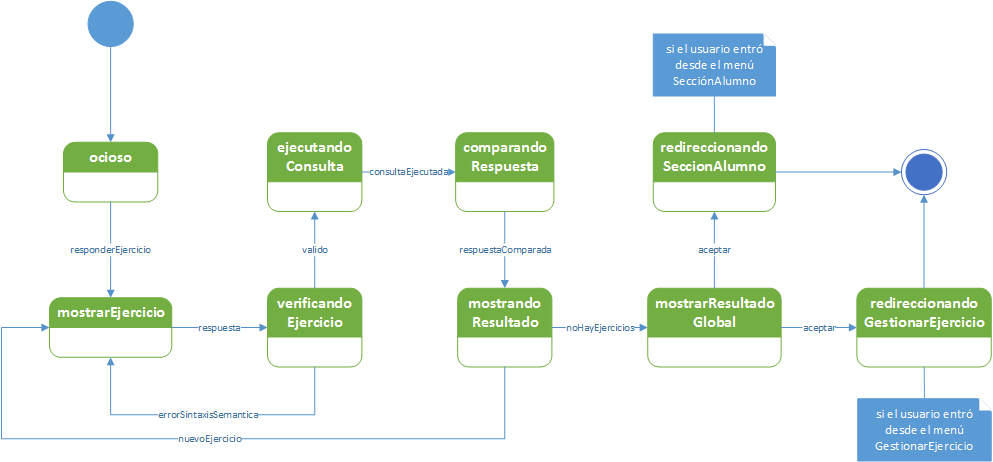 si el usuario entró
desde el menú
SecciónAlumno
ocioso
ejecutando
Consulta
consultaEjecutada
comparando
Respuesta
redireccionando
SeccionAlumno
responderEjercicio
valido
respuestaComparada
aceptar
mostrarEjercicio
respuesta
verificando
Ejercicio
mostrando
Resultado
noHayEjercicios
mostrarResultado
Global
aceptar
redireccionando
GestionarEjercicio
errorSintaxisSemantica
nuevoEjercicio
si el usuario entró
desde el menú
GestionarEjercicio